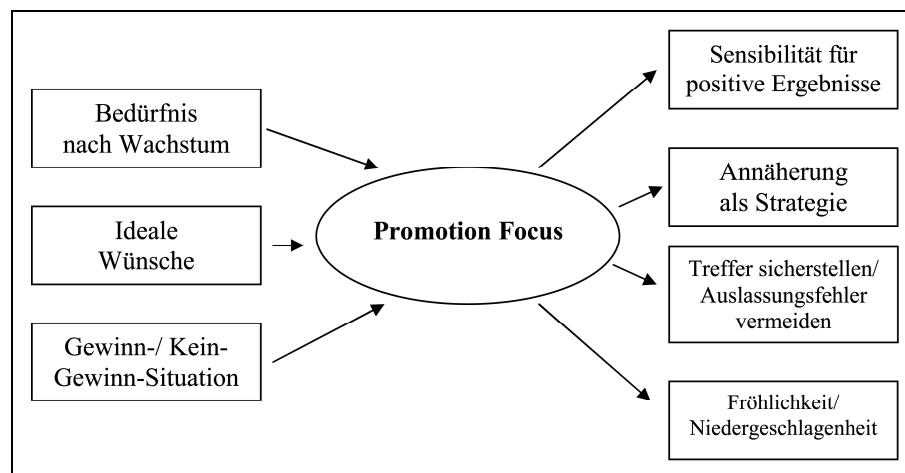 Bedürfnis
nach Wachstum
Ideale
Wünsche
Gewinn-/ Kein-
Gewinn-Situation
Promotion Focus
Sensibilität für
positive Ergebnisse
Annäherung
als Strategie
Treffer sicherstellen/
Auslassungsfehler
vermeiden
Fröhlichkeit/
Niedergeschlagenheit